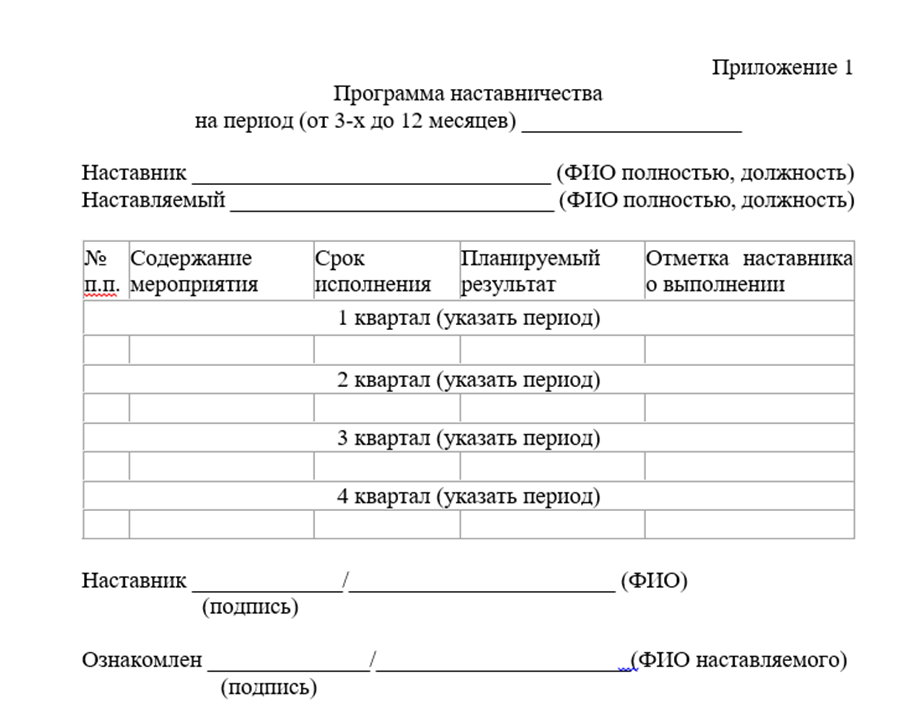 Приложение 1
Программа наставничества
на период (от 3-х до 12 месяцев) ____________________
Наставник _________________________________ (ФИО полностью, должность)
Наставляемый ______________________________ (ФИО полностью, должность)
№ п.п. Содержание мероприятия Срок исполнения Планируемый результат Отметка наставника о выполнении
1 квартал (указать период)
2 квартал (указать период)
3 квартал (указать период)
4 квартал (указать период)
Наставник ______________/________________________ (ФИО)
(подпись)
Ознакомлен _______________/_______________________(ФИО наставляемого)
(подпись)